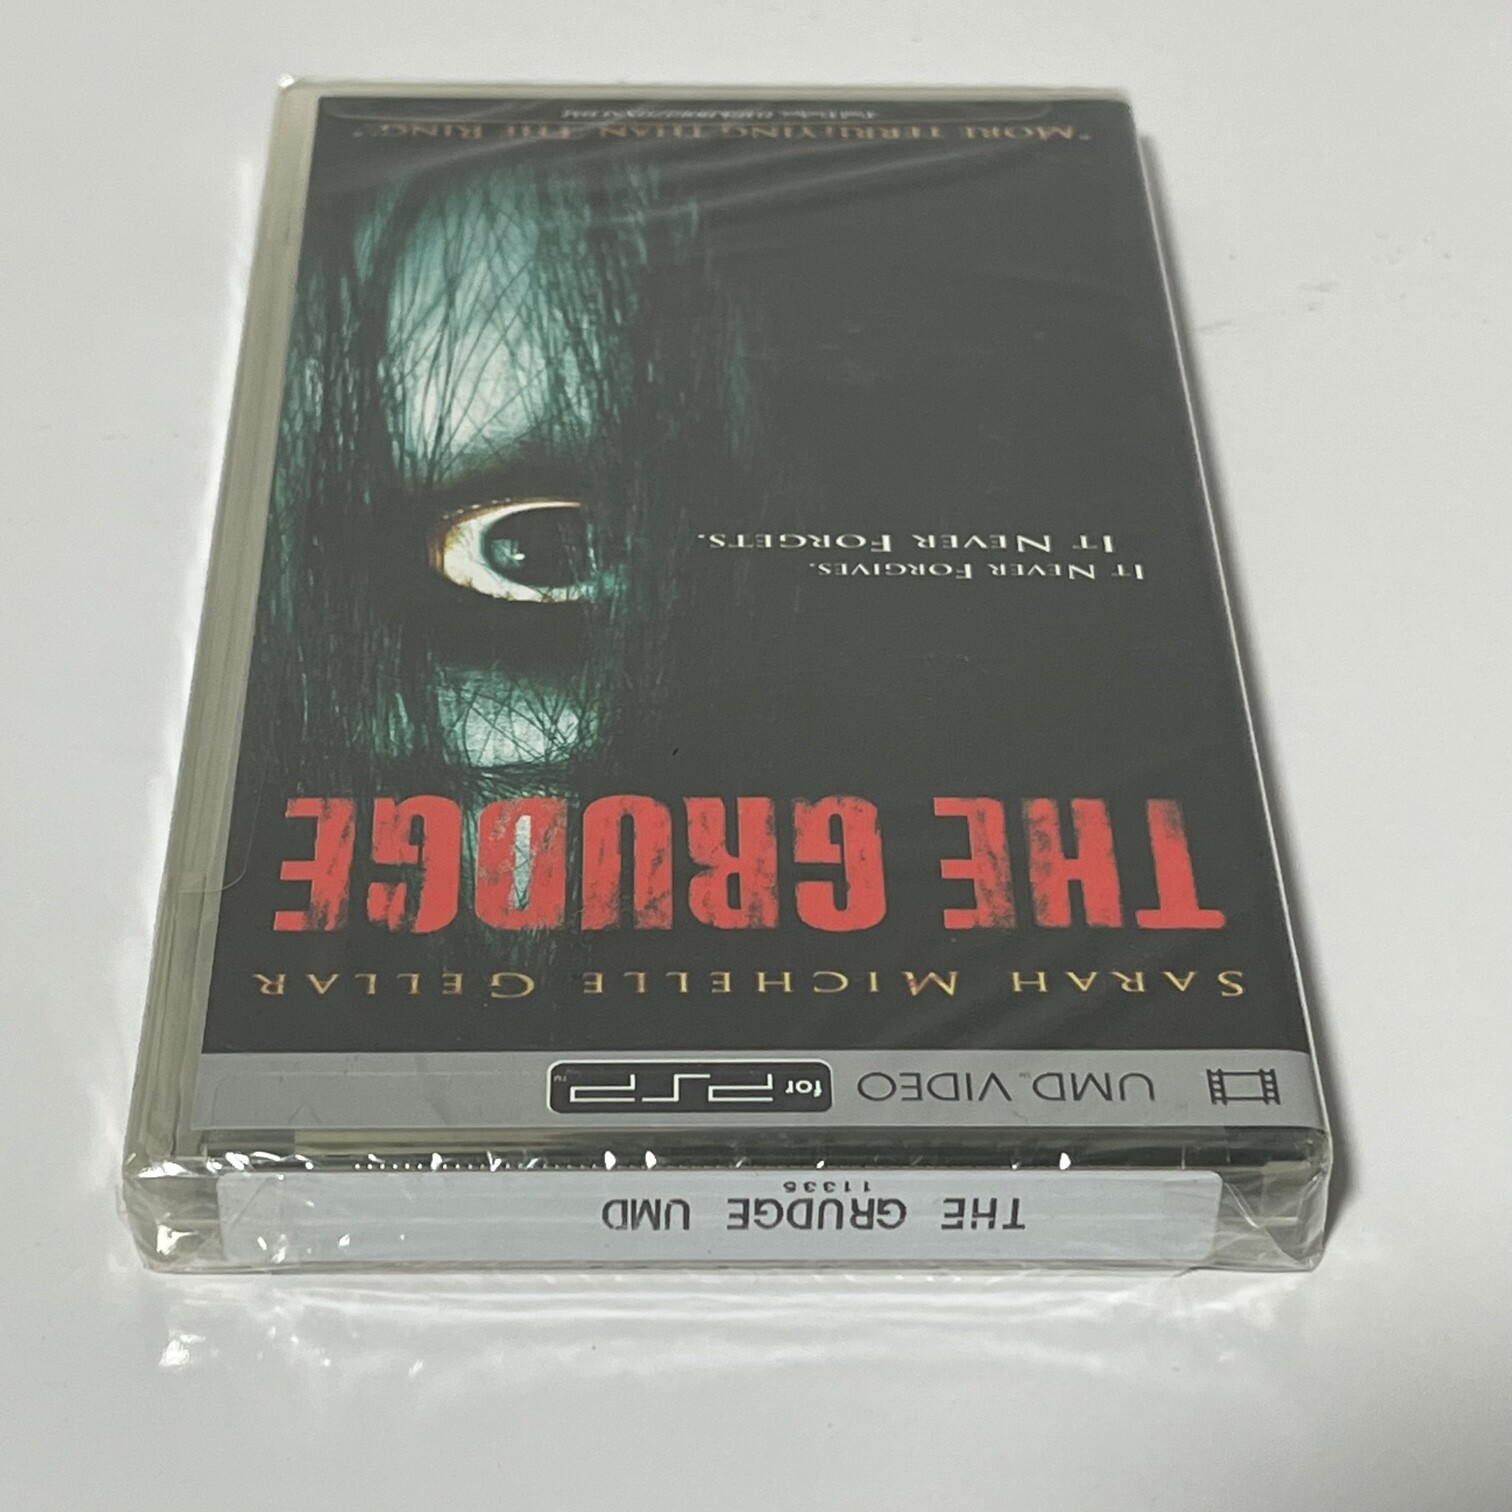 THE GRUDGE UMD
11335
UMD VIDEO for PSP
SARAH MICHELLE GELLAR
THE GRUDGE
IT NEVER FORGIVES.
IT NEVER FORGETS.
"MORE TERRIFYING THAN THE RING"